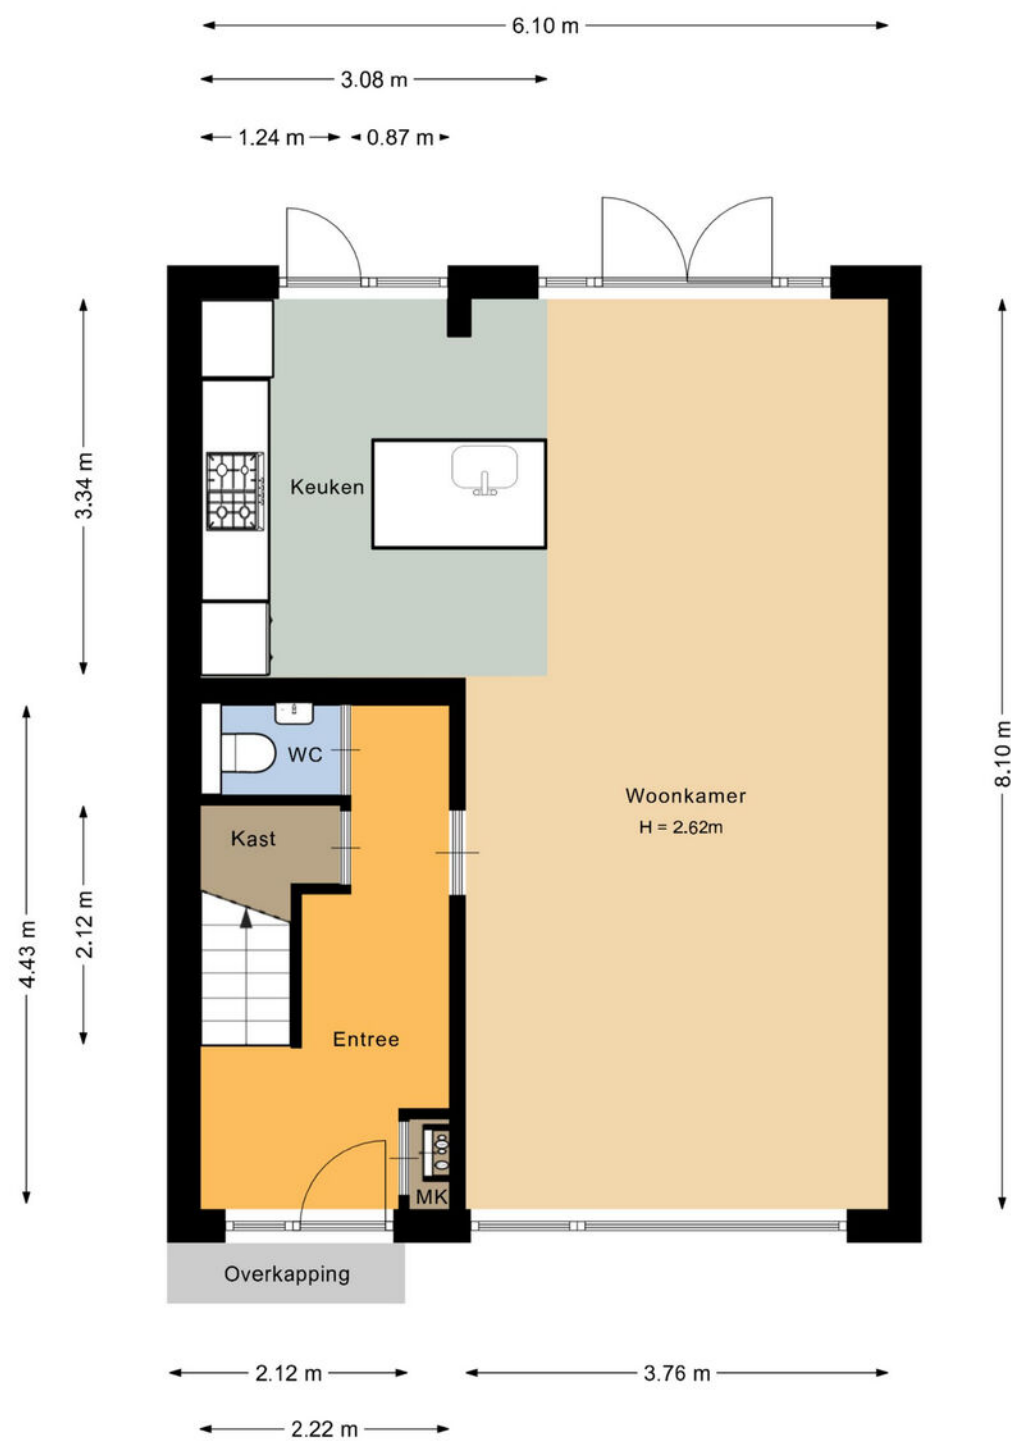 6.10 m
3.08 m
1.24 m
0.87 m
3.34 m
Keuken
8.10 m
WC
Woonkamer
H = 2.62m
Kast
2.12 m
4.43 m
Entree
MK
Overkapping
2.12 m
3.76 m
2.22 m